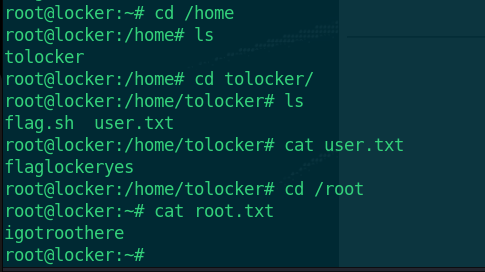 root@locker:~# cd /home
root@locker:/home# ls
tolocker
root@locker:/home# cd tolocker/
root@locker:/home/tolocker# ls
flag.sh  user.txt
root@locker:/home/tolocker# cat user.txt
flaglockeryes
root@locker:/home/tolocker# cd /root
root@locker:~# cat root.txt
igotroothere
root@locker:~#